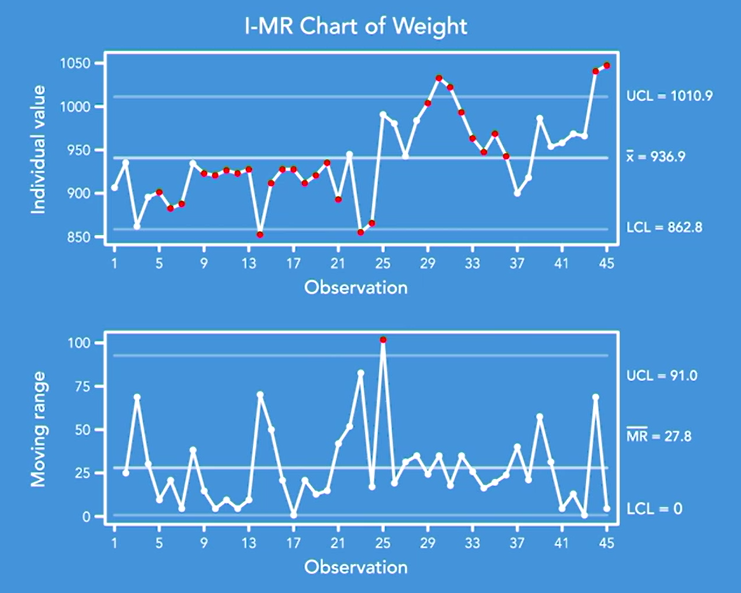 I-MR Chart of Weight
Individual value
1050
1000
950
900
850
UCL = 1010.9
x̅ = 936.9
LCL = 862.8
1 5 9 13 17 21 25 29 33 37 41 45
Observation
Moving range
100
75
50
25
0
UCL = 91.0
M̅R̅ = 27.8
LCL = 0
1 5 9 13 17 21 25 29 33 37 41 45
Observation